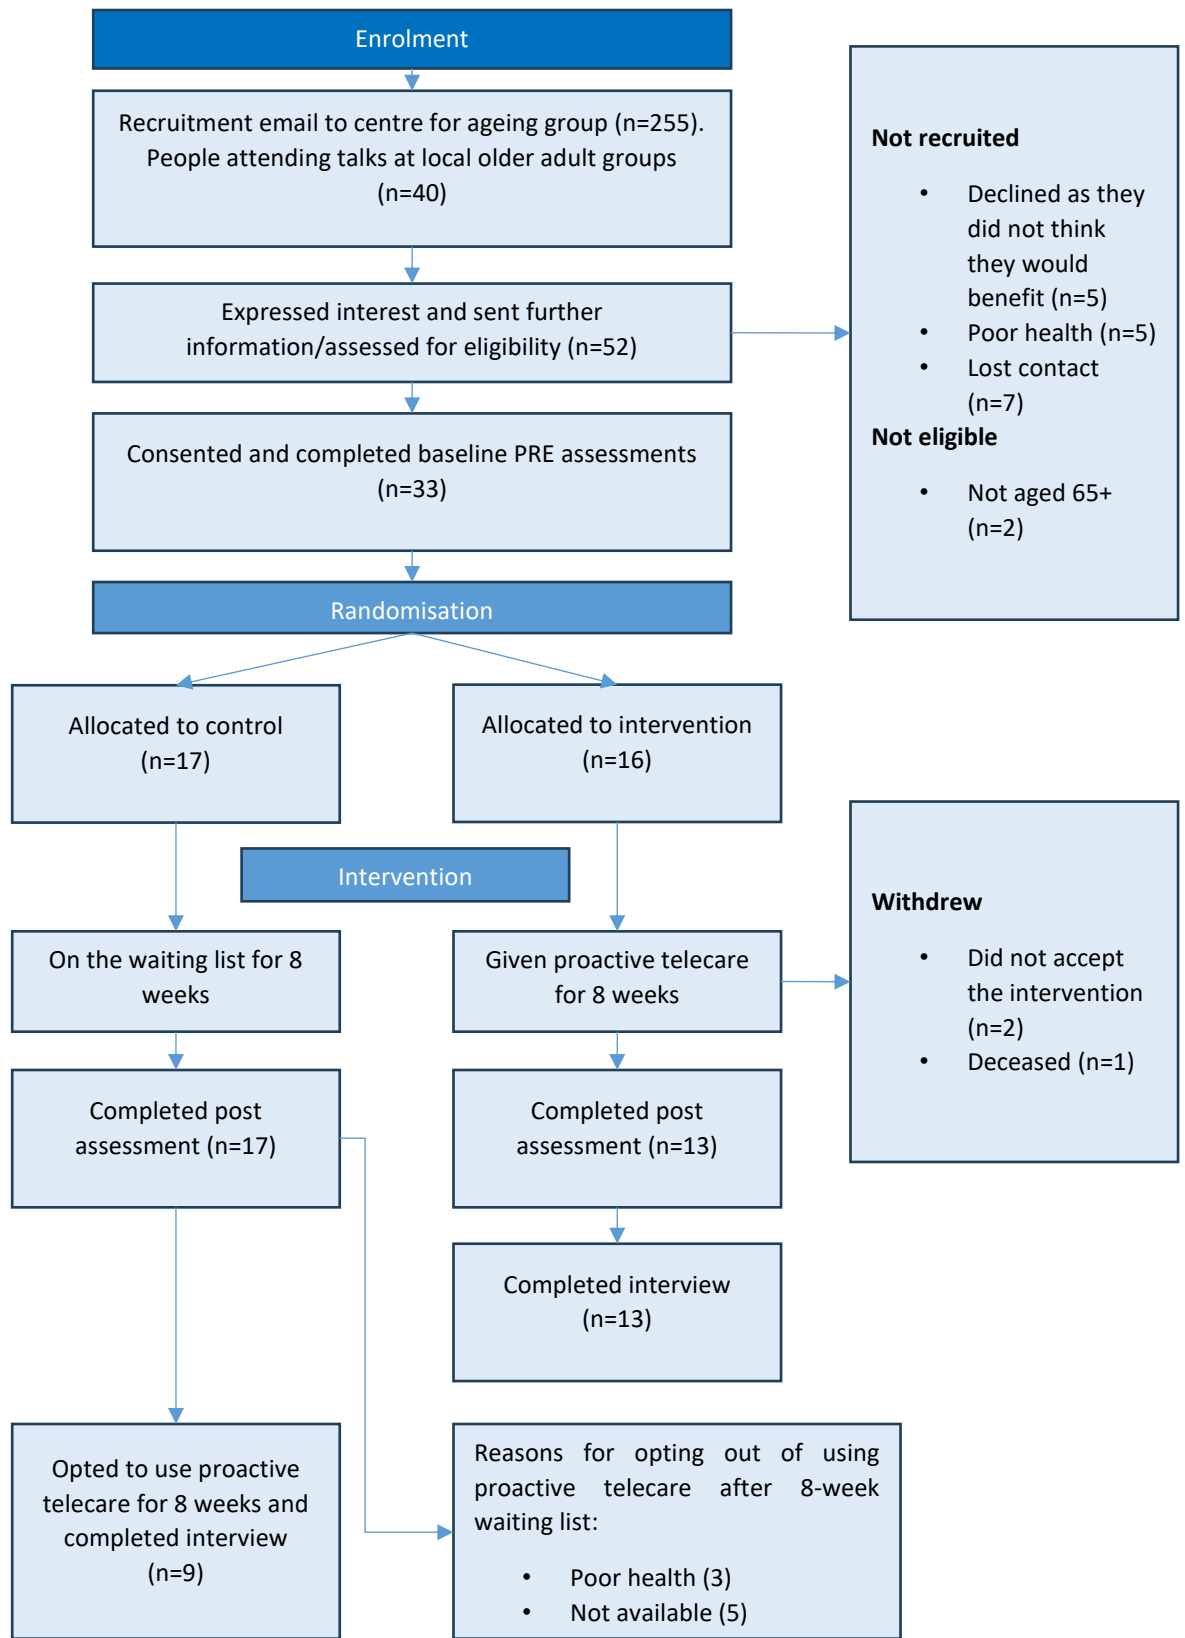 Enrolment
Recruitment email to centre for ageing group (n=255).
People attending talks at local older adult groups
(n=40)
Expressed interest and sent further
information/assessed for eligibility (n=52)
Not recruited
• Declined as they
did not think
they would
benefit (n=5)
• Poor health (n=5)
• Lost contact
(n=7)
Not eligible
• Not aged 65+
(n=2)
Consented and completed baseline PRE assessments
(n=33)
Randomisation
Allocated to control
(n=17)
Allocated to intervention
(n=16)
Intervention
On the waiting list for 8
weeks
Given proactive telecare
for 8 weeks
Withdrew
• Did not accept
the intervention
(n=2)
• Deceased (n=1)
Completed post
assessment (n=17)
Completed post
assessment (n=13)
Completed interview
(n=13)
Opted to use proactive
telecare for 8 weeks and
completed interview
(n=9)
Reasons for opting out of using
proactive telecare after 8-week
waiting list:
• Poor health (3)
• Not available (5)